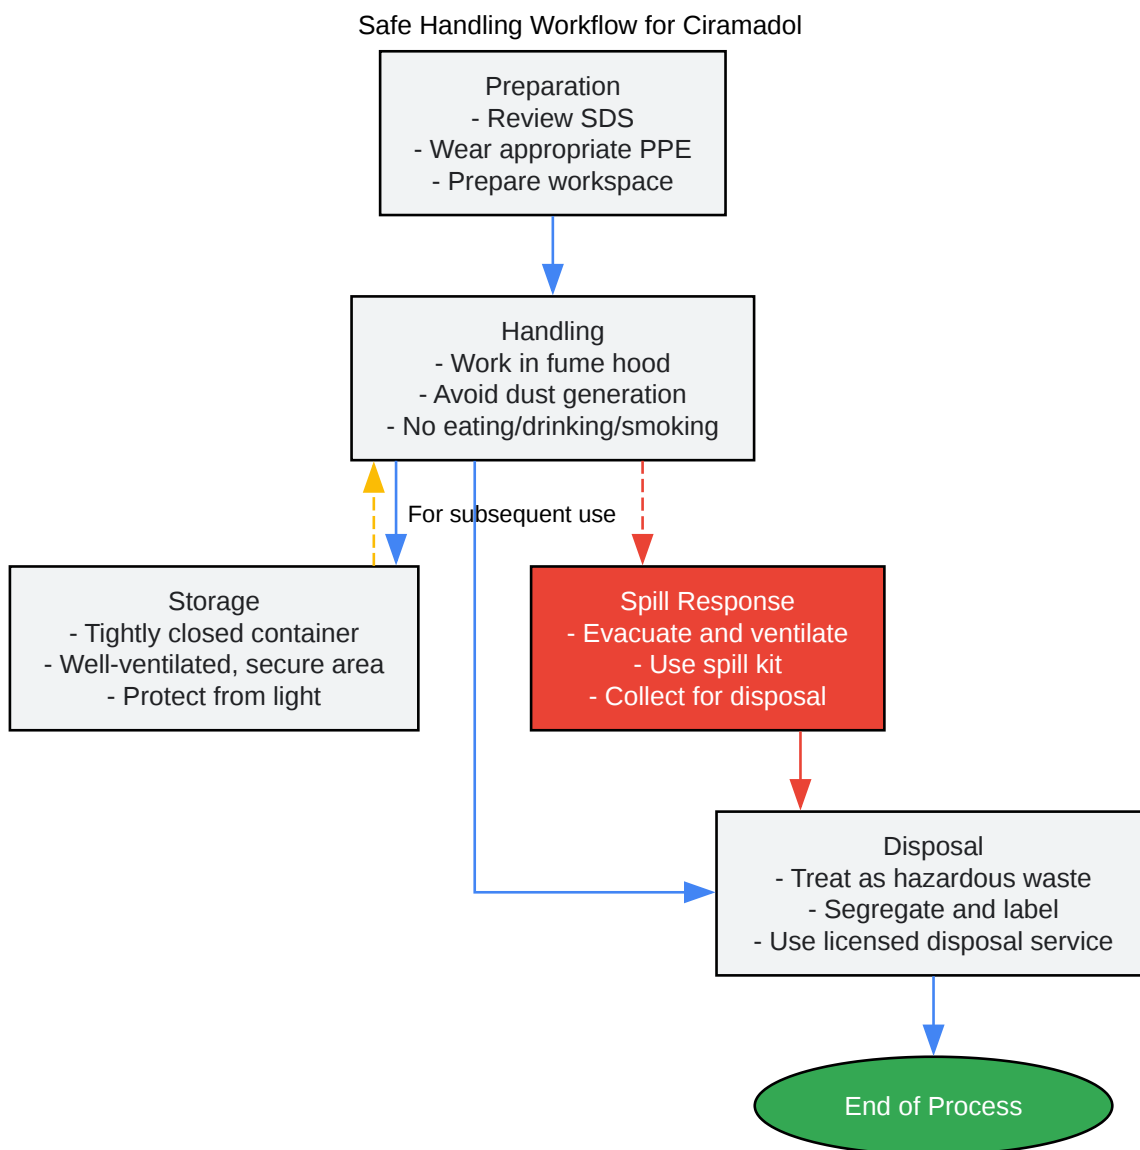 Safe Handling Workflow for Ciramadol
Preparation
- Review SDS
- Wear appropriate PPE
- Prepare workspace
Handling
- Work in fume hood
- Avoid dust generation
- No eating/drinking/smoking
For subsequent use
Storage
- Tightly closed container
- Well-ventilated, secure area
- Protect from light
Spill Response
- Evacuate and ventilate
- Use spill kit
- Collect for disposal
Disposal
- Treat as hazardous waste
- Segregate and label
- Use licensed disposal service
End of Process